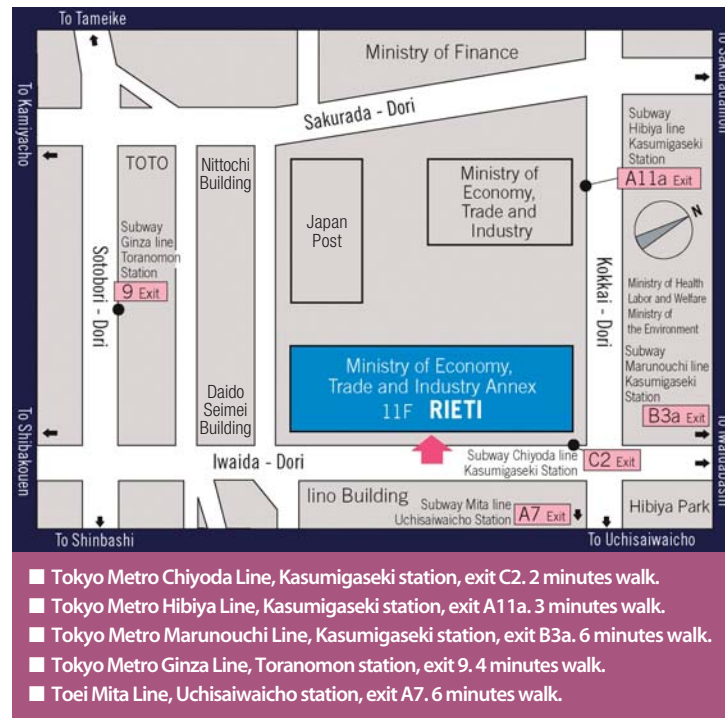 To Tameike
Ministry of Finance
To Kamiyacho
Sakurada - Dori
TOTO
Nittochi
Building
Ministry of
Economy,
Trade and
Industry
Subway
Hibiya line
Kasumigaseki
Station
A11a Exit
N
Japan
Post
Subway
Ginza line
Toranomon
Station
9 Exit
Sotobori - Dori
Kokkai - Dori
Ministry of Health
Labor and Welfare
Ministry of
the Environment
Subway
Marunouchi line
Kasumigaseki
Station
B3a Exit
Ministry of Economy,
Trade and Industry Annex
11F RIETI
Daido
Seimei
Building
To Shibakouen
Iwaida - Dori
Subway Chiyoda line
Kasumigaseki Station
C2 Exit
Iino Building
Subway Mita line
Uchisaiwaicho Station
A7 Exit
Hibiya Park
To Shinbashi
To Uchisaiwaicho
■ Tokyo Metro Chiyoda Line, Kasumigaseki station, exit C2. 2 minutes walk.
■ Tokyo Metro Hibiya Line, Kasumigaseki station, exit A11a. 3 minutes walk.
■ Tokyo Metro Marunouchi Line, Kasumigaseki station, exit B3a. 6 minutes walk.
■ Tokyo Metro Ginza Line, Toranomon station, exit 9. 4 minutes walk.
■ Toei Mita Line, Uchisaiwaicho station, exit A7. 6 minutes walk.